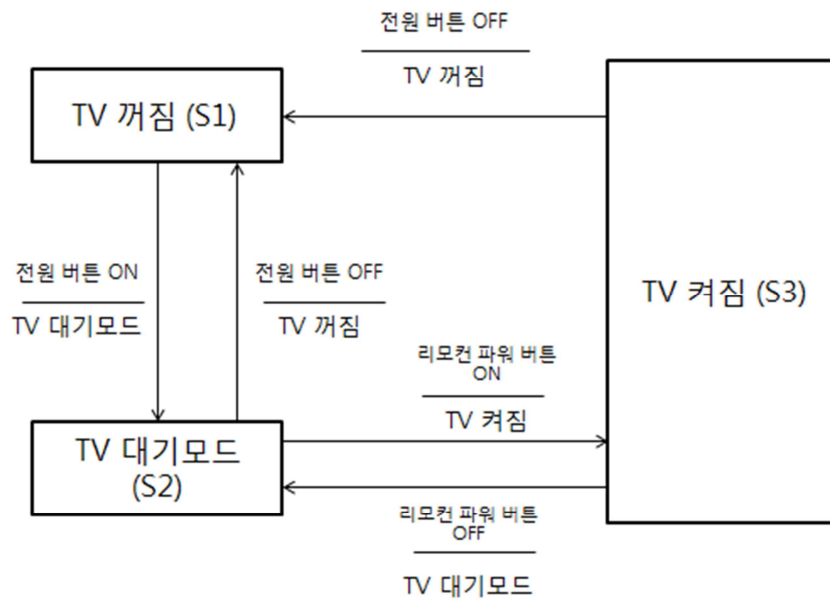 전원 버튼 OFF
TV 꺼짐
TV 꺼짐 (S1)
TV 켜짐 (S3)
전원 버튼 ON
TV 대기모드
전원 버튼 OFF
TV 꺼짐
리모컨 파워 버튼
ON
TV 켜짐
TV 대기모드
(S2)
리모컨 파워 버튼
OFF
TV 대기모드